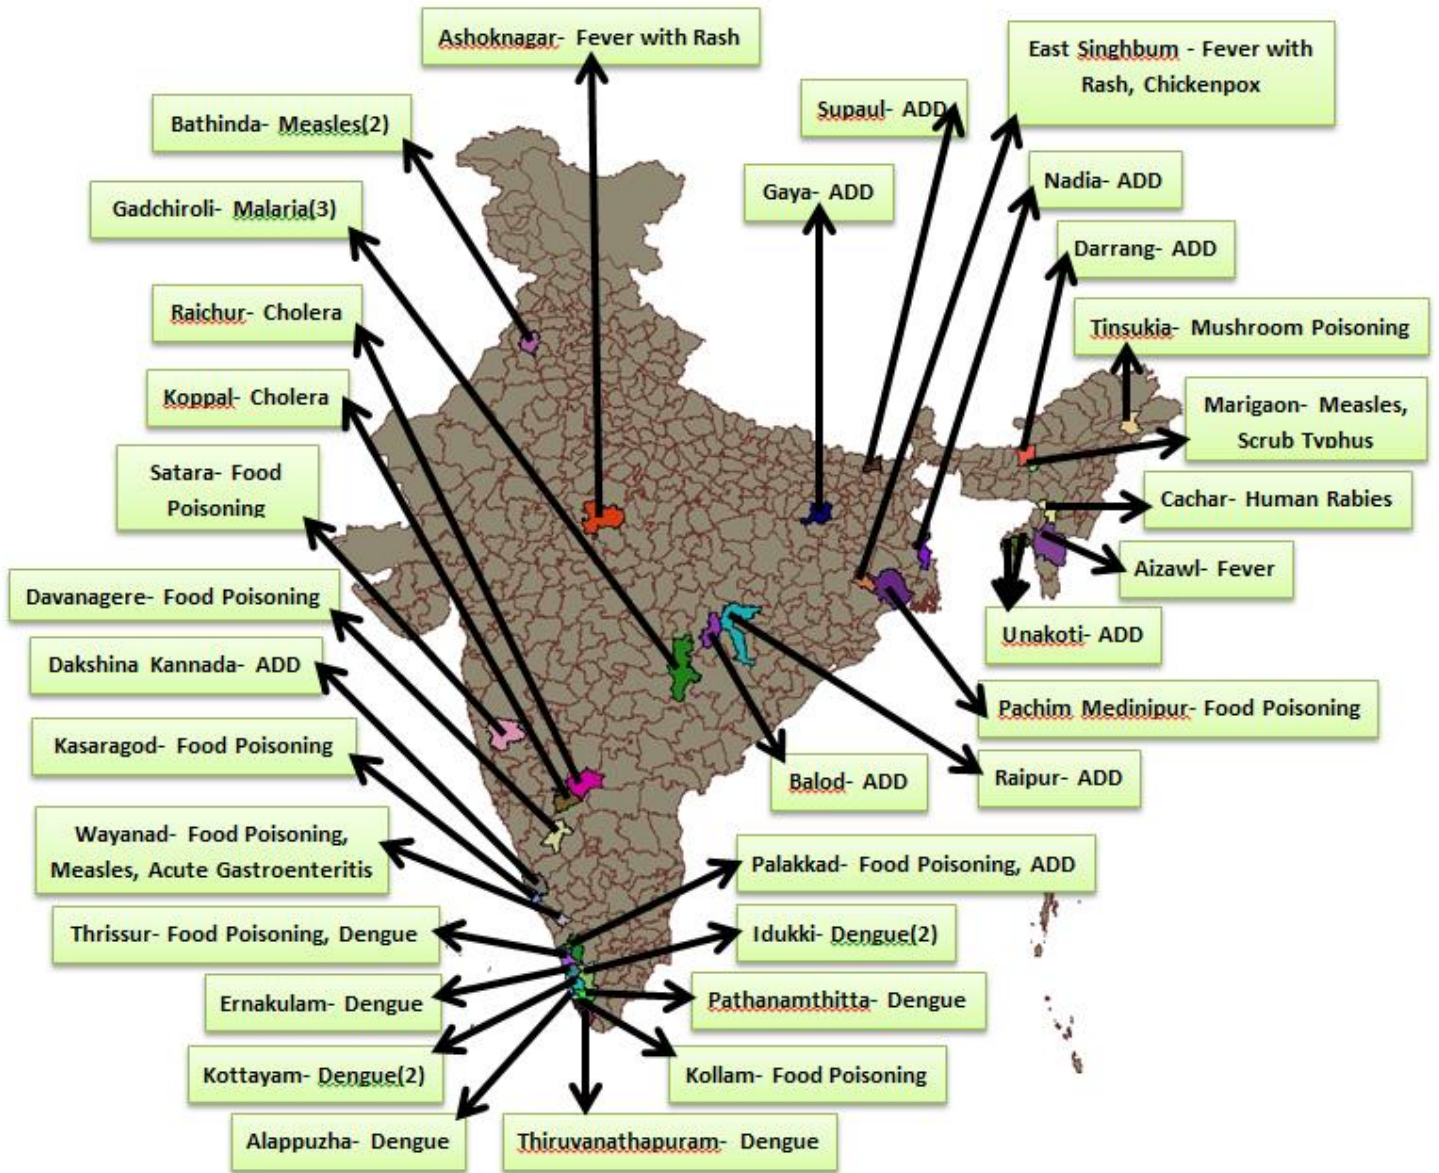 Ashoknagar- Fever with Rash
East Singhbum - Fever with
Rash, Chickenpox
Supaul- ADD
Bathinda- Measles(2)
Gaya- ADD
Nadia- ADD
Gadchiroli- Malaria(3)
Darrang- ADD
Raichur- Cholera
Tinsukia- Mushroom Poisoning
Koppal- Cholera
Marigaon- Measles,
Scrub Typhus
Satara- Food
Poisoning
Cachar- Human Rabies
Aizawl- Fever
Davanagere- Food Poisoning
Unakoti- ADD
Dakshina Kannada- ADD
Pachim Medinipur- Food Poisoning
Kasaragod- Food Poisoning
Balod- ADD
Raipur- ADD
Wayanad- Food Poisoning,
Measles, Acute Gastroenteritis
Palakkad- Food Poisoning, ADD
Thrissur- Food Poisoning, Dengue
Idukki- Dengue(2)
Ernakulam- Dengue
Pathanamthitta- Dengue
Kottayam- Dengue(2)
Kollam- Food Poisoning
Alappuzha- Dengue
Thiruvanathapuram- Dengue